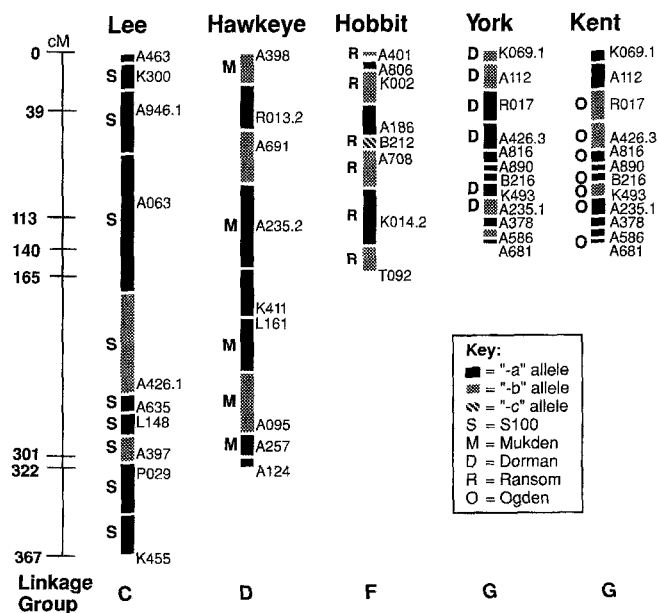 Lee Hawkeye Hobbit York Kent
cM
0
39
113
140
165
301
322
367
S A463
S K300
S A946.1
S A063
S A426.1
S A635
S L148
S A397
S P029
S K455
M A398
R013.2
A691
M A235.2
K411
M L161
M A095
M A257
A124
R A401
A806
R K002
A186
R B212
R A708
R K014.2
R T092
D K069.1
D A112
D R017
D A426.3
A816
A890
B216
D K493
D A235.1
A378
A586
A681
K069.1
A112
O R017
O A426.3
O A816
A890
O B216
O K493
O A235.1
A378
O A586
A681
Key:
= "-a" allele
= "-b" allele
= "-c" allele
S = S100
M = Mukden
D = Dorman
R = Ransom
O = Ogden
Linkage
Group C D F G G